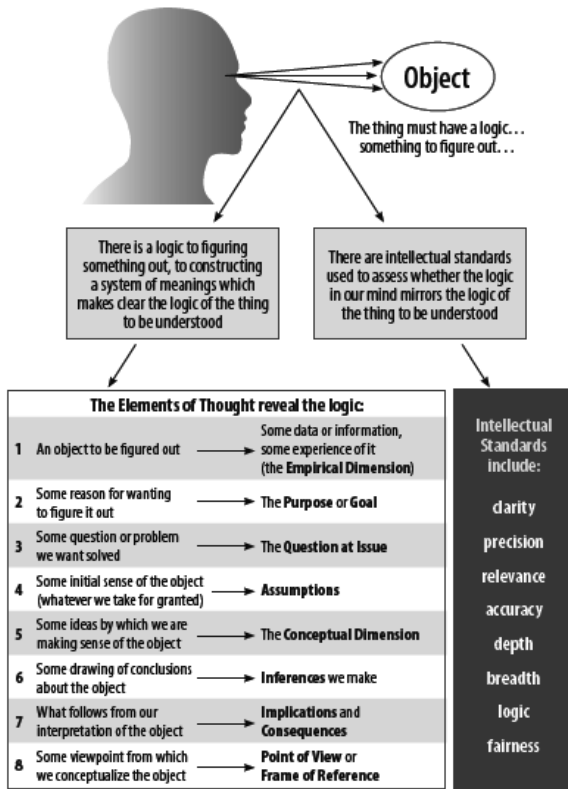 Object
The thing must have a logic…
something to figure out…
There is a logic to figuring
something out, to constructing
a system of meanings which
makes clear the logic of the thing
to be understood
There are intellectual standards
used to assess whether the logic
in our mind mirrors the logic of
the thing to be understood
The Elements of Thought reveal the logic:
1 An object to be figured out
Some data or information,
some experience of it
(the Empirical Dimension)
2 Some reason for wanting
to figure it out
The Purpose or Goal
3 Some question or problem
we want solved
The Question at Issue
4 Some initial sense of the object
(whatever we take for granted)
Assumptions
5 Some ideas by which we are
making sense of the object
The Conceptual Dimension
6 Some drawing of conclusions
about the object
Inferences we make
7 What follows from our
interpretation of the object
Implications and
Consequences
8 Some viewpoint from which
we conceptualize the object
Point of View or
Frame of Reference
Intellectual
Standards
include:
clarity
precision
relevance
accuracy
depth
breadth
logic
fairness